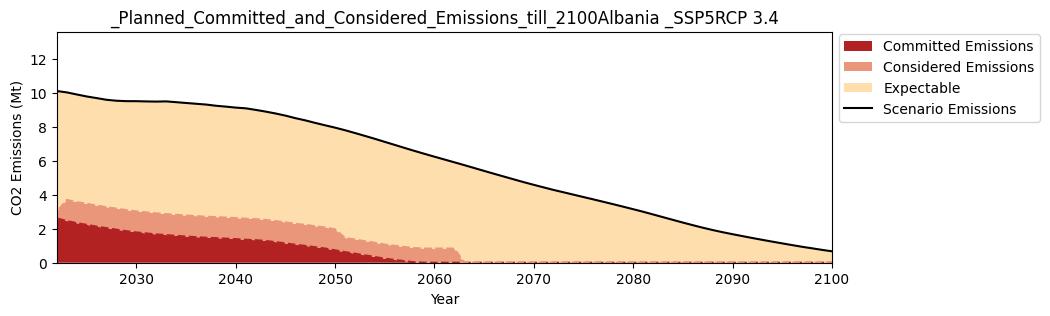 _Planned_Committed_and_Considered_Emissions_till_2100Albania _SSP5RCP 3.4
CO2 Emissions (Mt)
12
10
8
6
4
2
0
2030 2040 2050 2060 2070 2080 2090 2100
Year
Committed Emissions
Considered Emissions
Expectable
Scenario Emissions